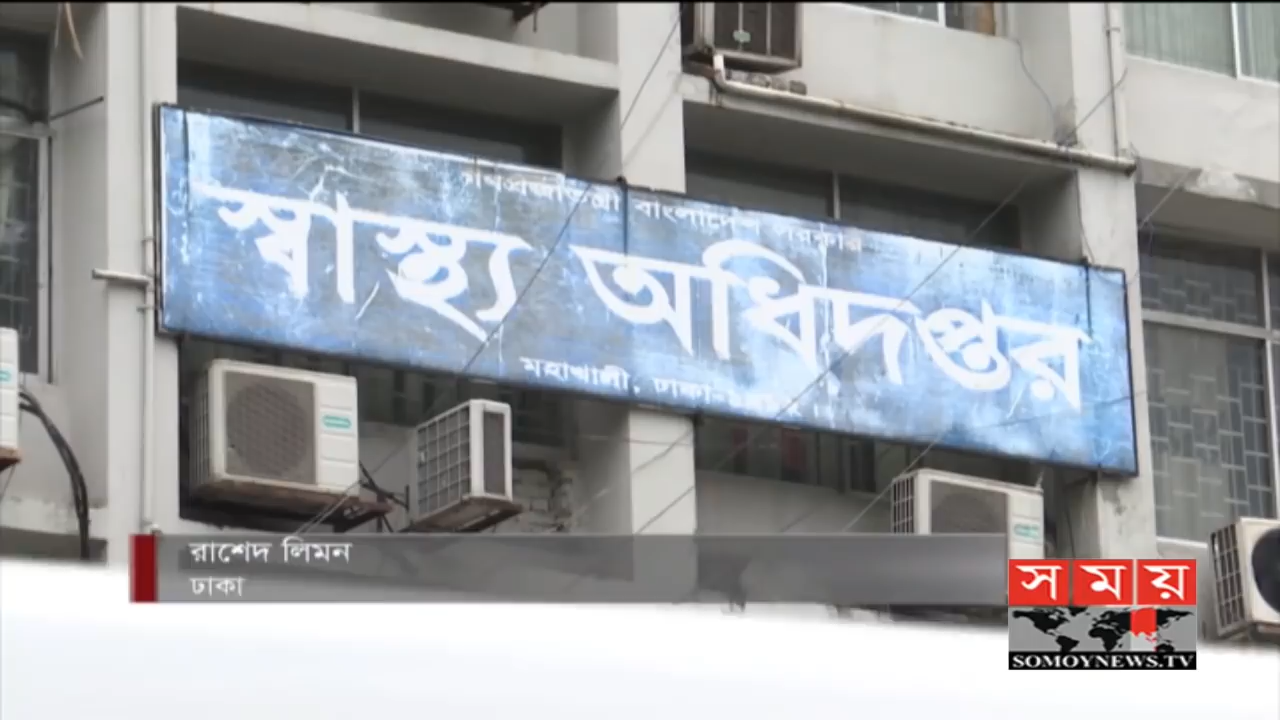 গণপ্রজাতন্ত্রী বাংলাদেশ সরকার
স্বাস্থ্য অধিদপ্তর
মহাখালী, ঢাকা-
রাশেদ লিমন
ঢাকা
সময়
SOMOYNEWS.TV